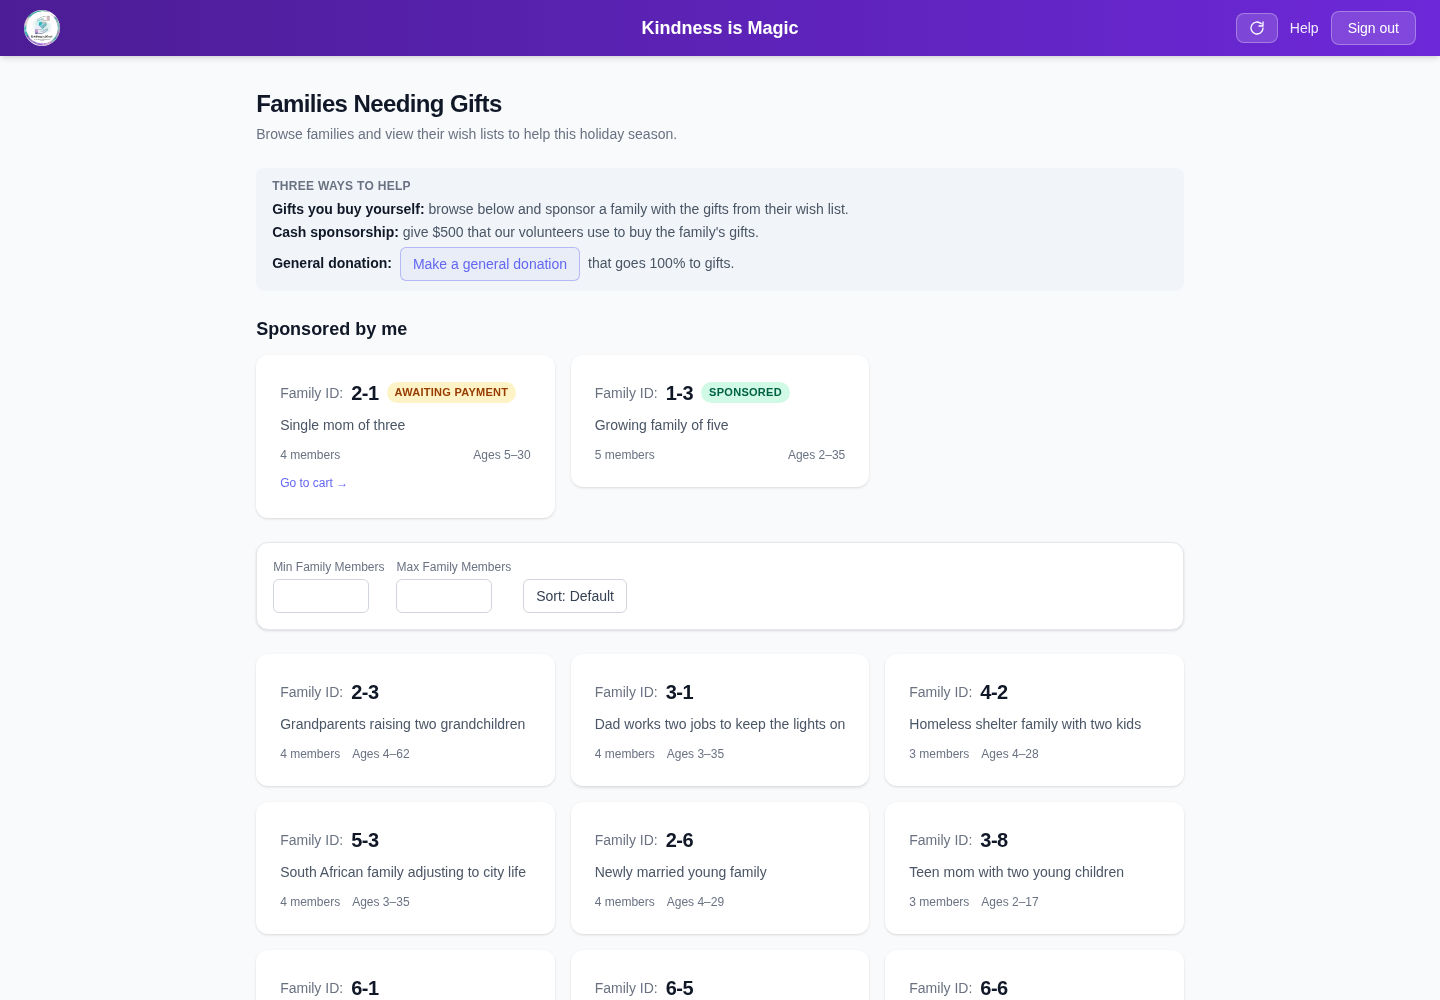 Kindness is Magic
Help
Sign out
Families Needing Gifts
Browse families and view their wish lists to help this holiday season.
THREE WAYS TO HELP
Gifts you buy yourself: browse below and sponsor a family with the gifts from their wish list.
Cash sponsorship: give $500 that our volunteers use to buy the family's gifts.
General donation: Make a general donation that goes 100% to gifts.
Sponsored by me
Family ID: 2-1 AWAITING PAYMENT
Single mom of three
4 members Ages 5–30
Go to cart →
Family ID: 1-3 SPONSORED
Growing family of five
5 members Ages 2–35
Min Family Members
Max Family Members
Sort: Default
Family ID: 2-3
Grandparents raising two grandchildren
4 members Ages 4–62
Family ID: 3-1
Dad works two jobs to keep the lights on
4 members Ages 3–35
Family ID: 4-2
Homeless shelter family with two kids
3 members Ages 4–28
Family ID: 5-3
South African family adjusting to city life
4 members Ages 3–35
Family ID: 2-6
Newly married young family
4 members Ages 4–29
Family ID: 3-8
Teen mom with two young children
3 members Ages 2–17
Family ID: 6-1
Family ID: 6-5
Family ID: 6-6